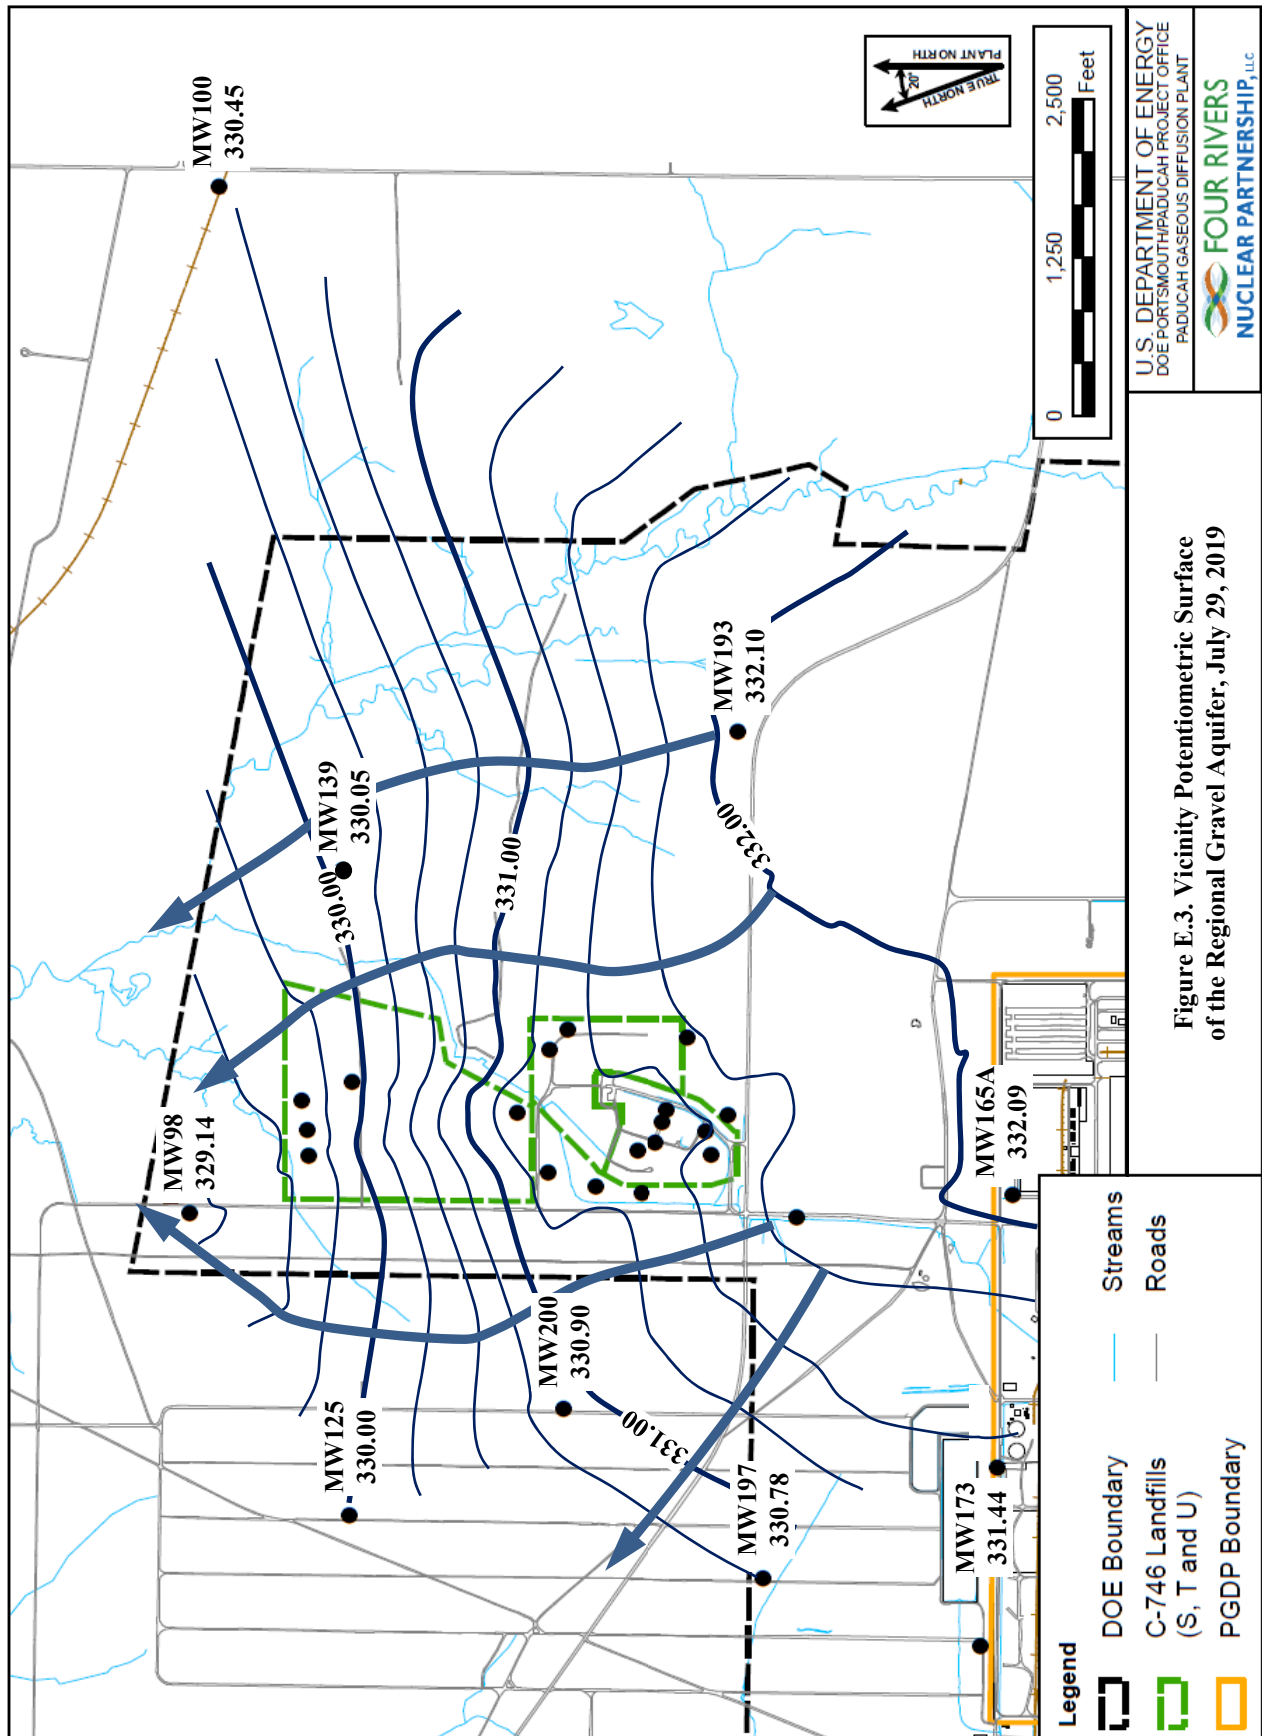 MW100
330.45
TRUE NORTH
20°
PLANT NORTH
MW98
329.14
MW139
330.05
330.00
MW193
332.10
331.00
332.00
MW125
330.00
MW200
330.90
331.00
MW197
330.78
MW165A
332.09
MW173
331.44
0
1,250
2,500
Feet
Legend
DOE Boundary
C-746 Landfills
(S, T and U)
PGDP Boundary
Streams
Roads
Figure E.3. Vicinity Potentiometric Surface
of the Regional Gravel Aquifer, July 29, 2019
U.S. DEPARTMENT OF ENERGY
DOE PORTSMOUTH/PADUCAH PROJECT OFFICE
PADUCAH GASEOUS DIFFUSION PLANT
FOUR RIVERS
NUCLEAR PARTNERSHIP, LLC